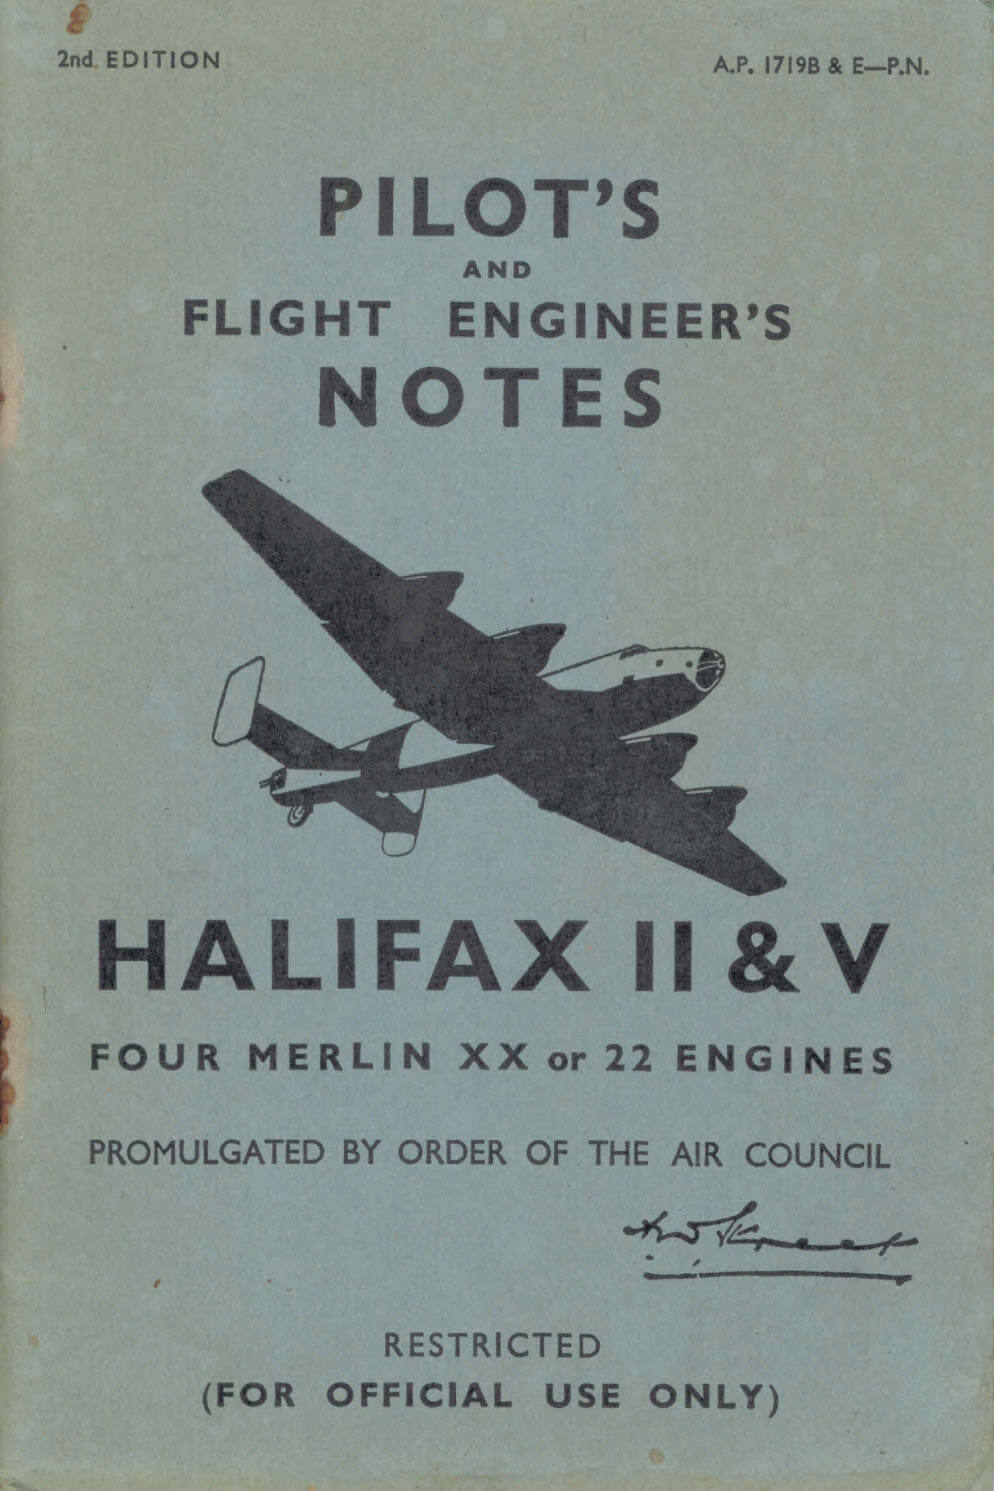 2nd. EDITION
A.P. 1719B & E—P.N.
PILOT'S
AND
FLIGHT ENGINEER'S
NOTES
HALIFAX II & V
FOUR MERLIN XX or 22 ENGINES
PROMULGATED BY ORDER OF THE AIR COUNCIL
RESTRICTED
(FOR OFFICIAL USE ONLY)